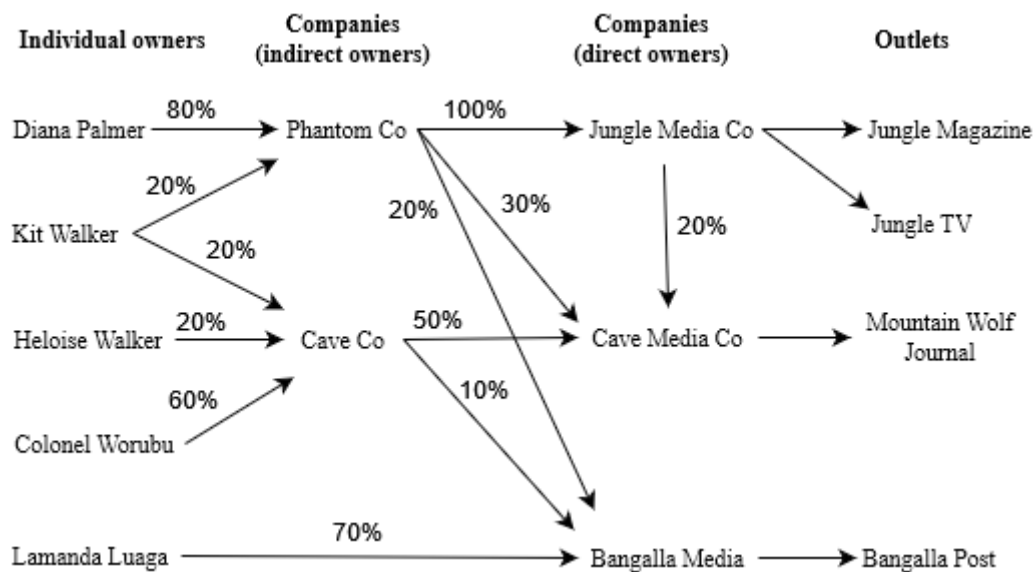 Individual owners
Companies
(indirect owners)
Companies
(direct owners)
Outlets
Diana Palmer
80%
Phantom Co
100%
Jungle Media Co
Jungle Magazine
20%
20%
30%
Kit Walker
20%
20%
Jungle TV
Heloise Walker
20%
Cave Co
50%
Cave Media Co
Mountain Wolf
Journal
60%
10%
Colonel Worubu
Lamanda Luaga
70%
Bangalla Media
Bangalla Post